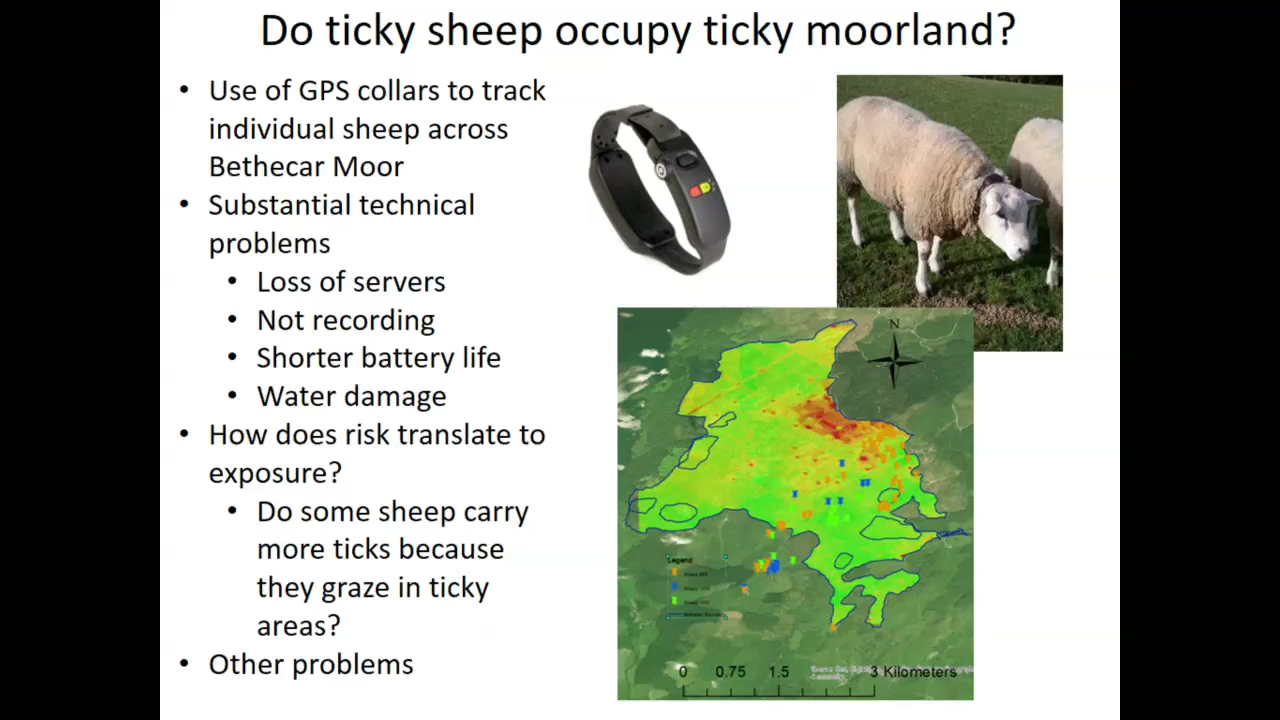 Do ticky sheep occupy ticky moorland?
• Use of GPS collars to track
individual sheep across
Bethecar Moor
• Substantial technical
problems
• Loss of servers
• Not recording
• Shorter battery life
• Water damage
• How does risk translate to
exposure?
• Do some sheep carry
more ticks because
they graze in ticky
areas?
• Other problems
N
Legend
0 0.75 1.5 3 Kilometers